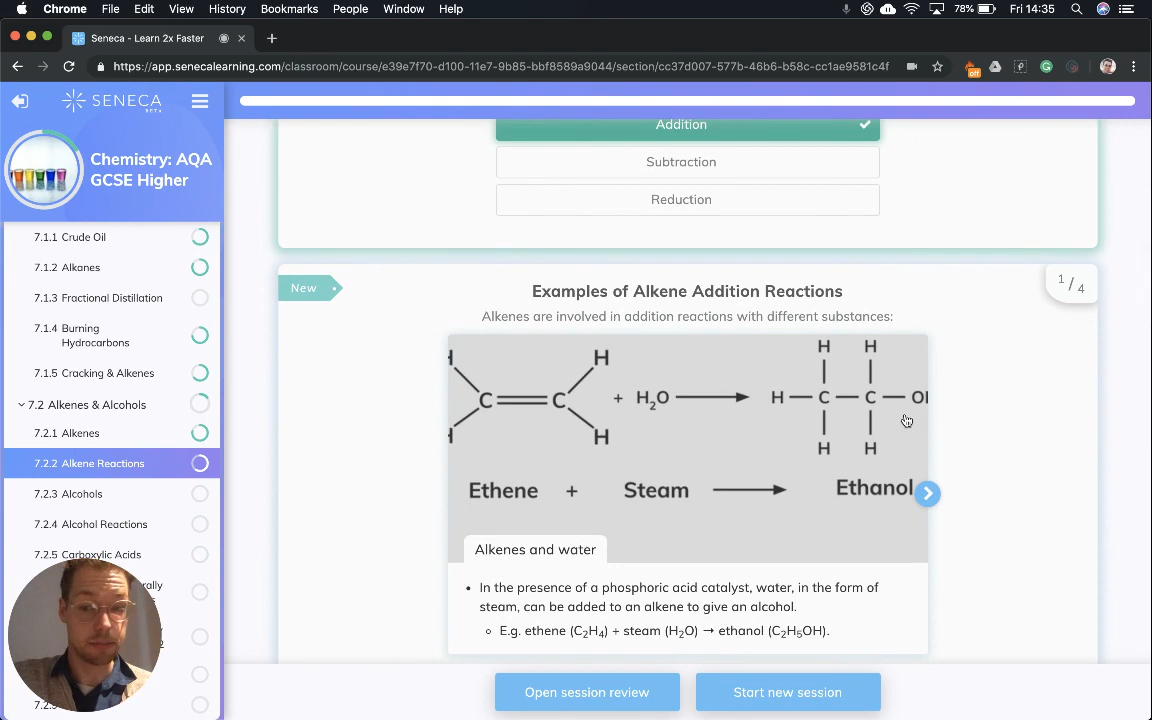 Chrome File Edit View History Bookmarks People Window Help 78% Fri 14:35
Seneca - Learn 2x Faster
https://app.senecalearning.com/classroom/course/e39e7f70-d100-11e7-9b85-bbf8589a9044/section/cc37d007-577b-46b6-b58c-cc1ae9581c4f
off
SENECA
BETA
Chemistry: AQA
GCSE Higher
7.1.1 Crude Oil
7.1.2 Alkanes
7.1.3 Fractional Distillation
7.1.4 Burning
Hydrocarbons
7.1.5 Cracking & Alkenes
7.2 Alkenes & Alcohols
7.2.1 Alkenes
7.2.2 Alkene Reactions
7.2.3 Alcohols
7.2.4 Alcohol Reactions
7.2.5 Carboxylic Acids
Addition
Subtraction
Reduction
New
Examples of Alkene Addition Reactions
1/4
Alkenes are involved in addition reactions with different substances:
H H H H
C C + H₂O H C C
H H H
Ethene + Steam Ethanol
Alkenes and water
• In the presence of a phosphoric acid catalyst, water, in the form of
steam, can be added to an alkene to give an alcohol.
E.g. ethene (C₂H₄) + steam (H₂O) → ethanol (C₂H₅OH).
Open session review
Start new session